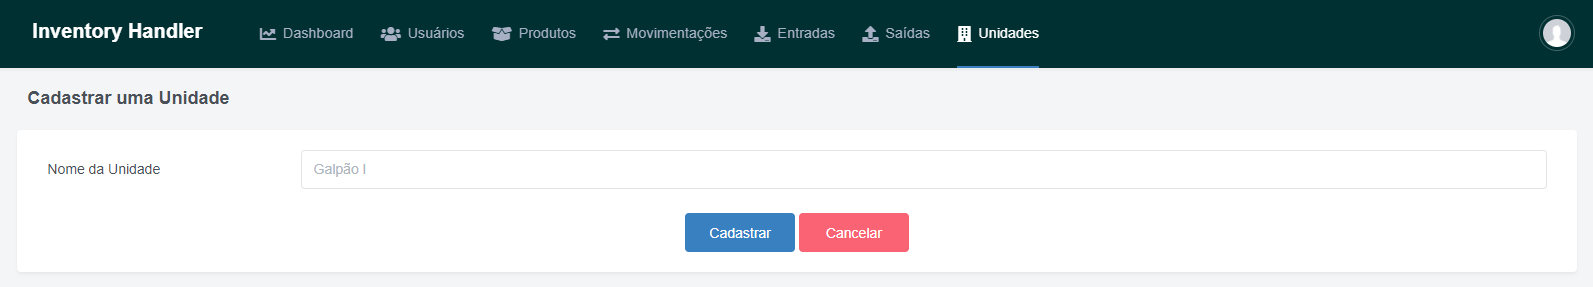 Inventory Handler Dashboard Usuários Produtos Movimentações Entradas Saídas Unidades
Cadastrar uma Unidade
Nome da Unidade Galpão I
Cadastrar Cancelar